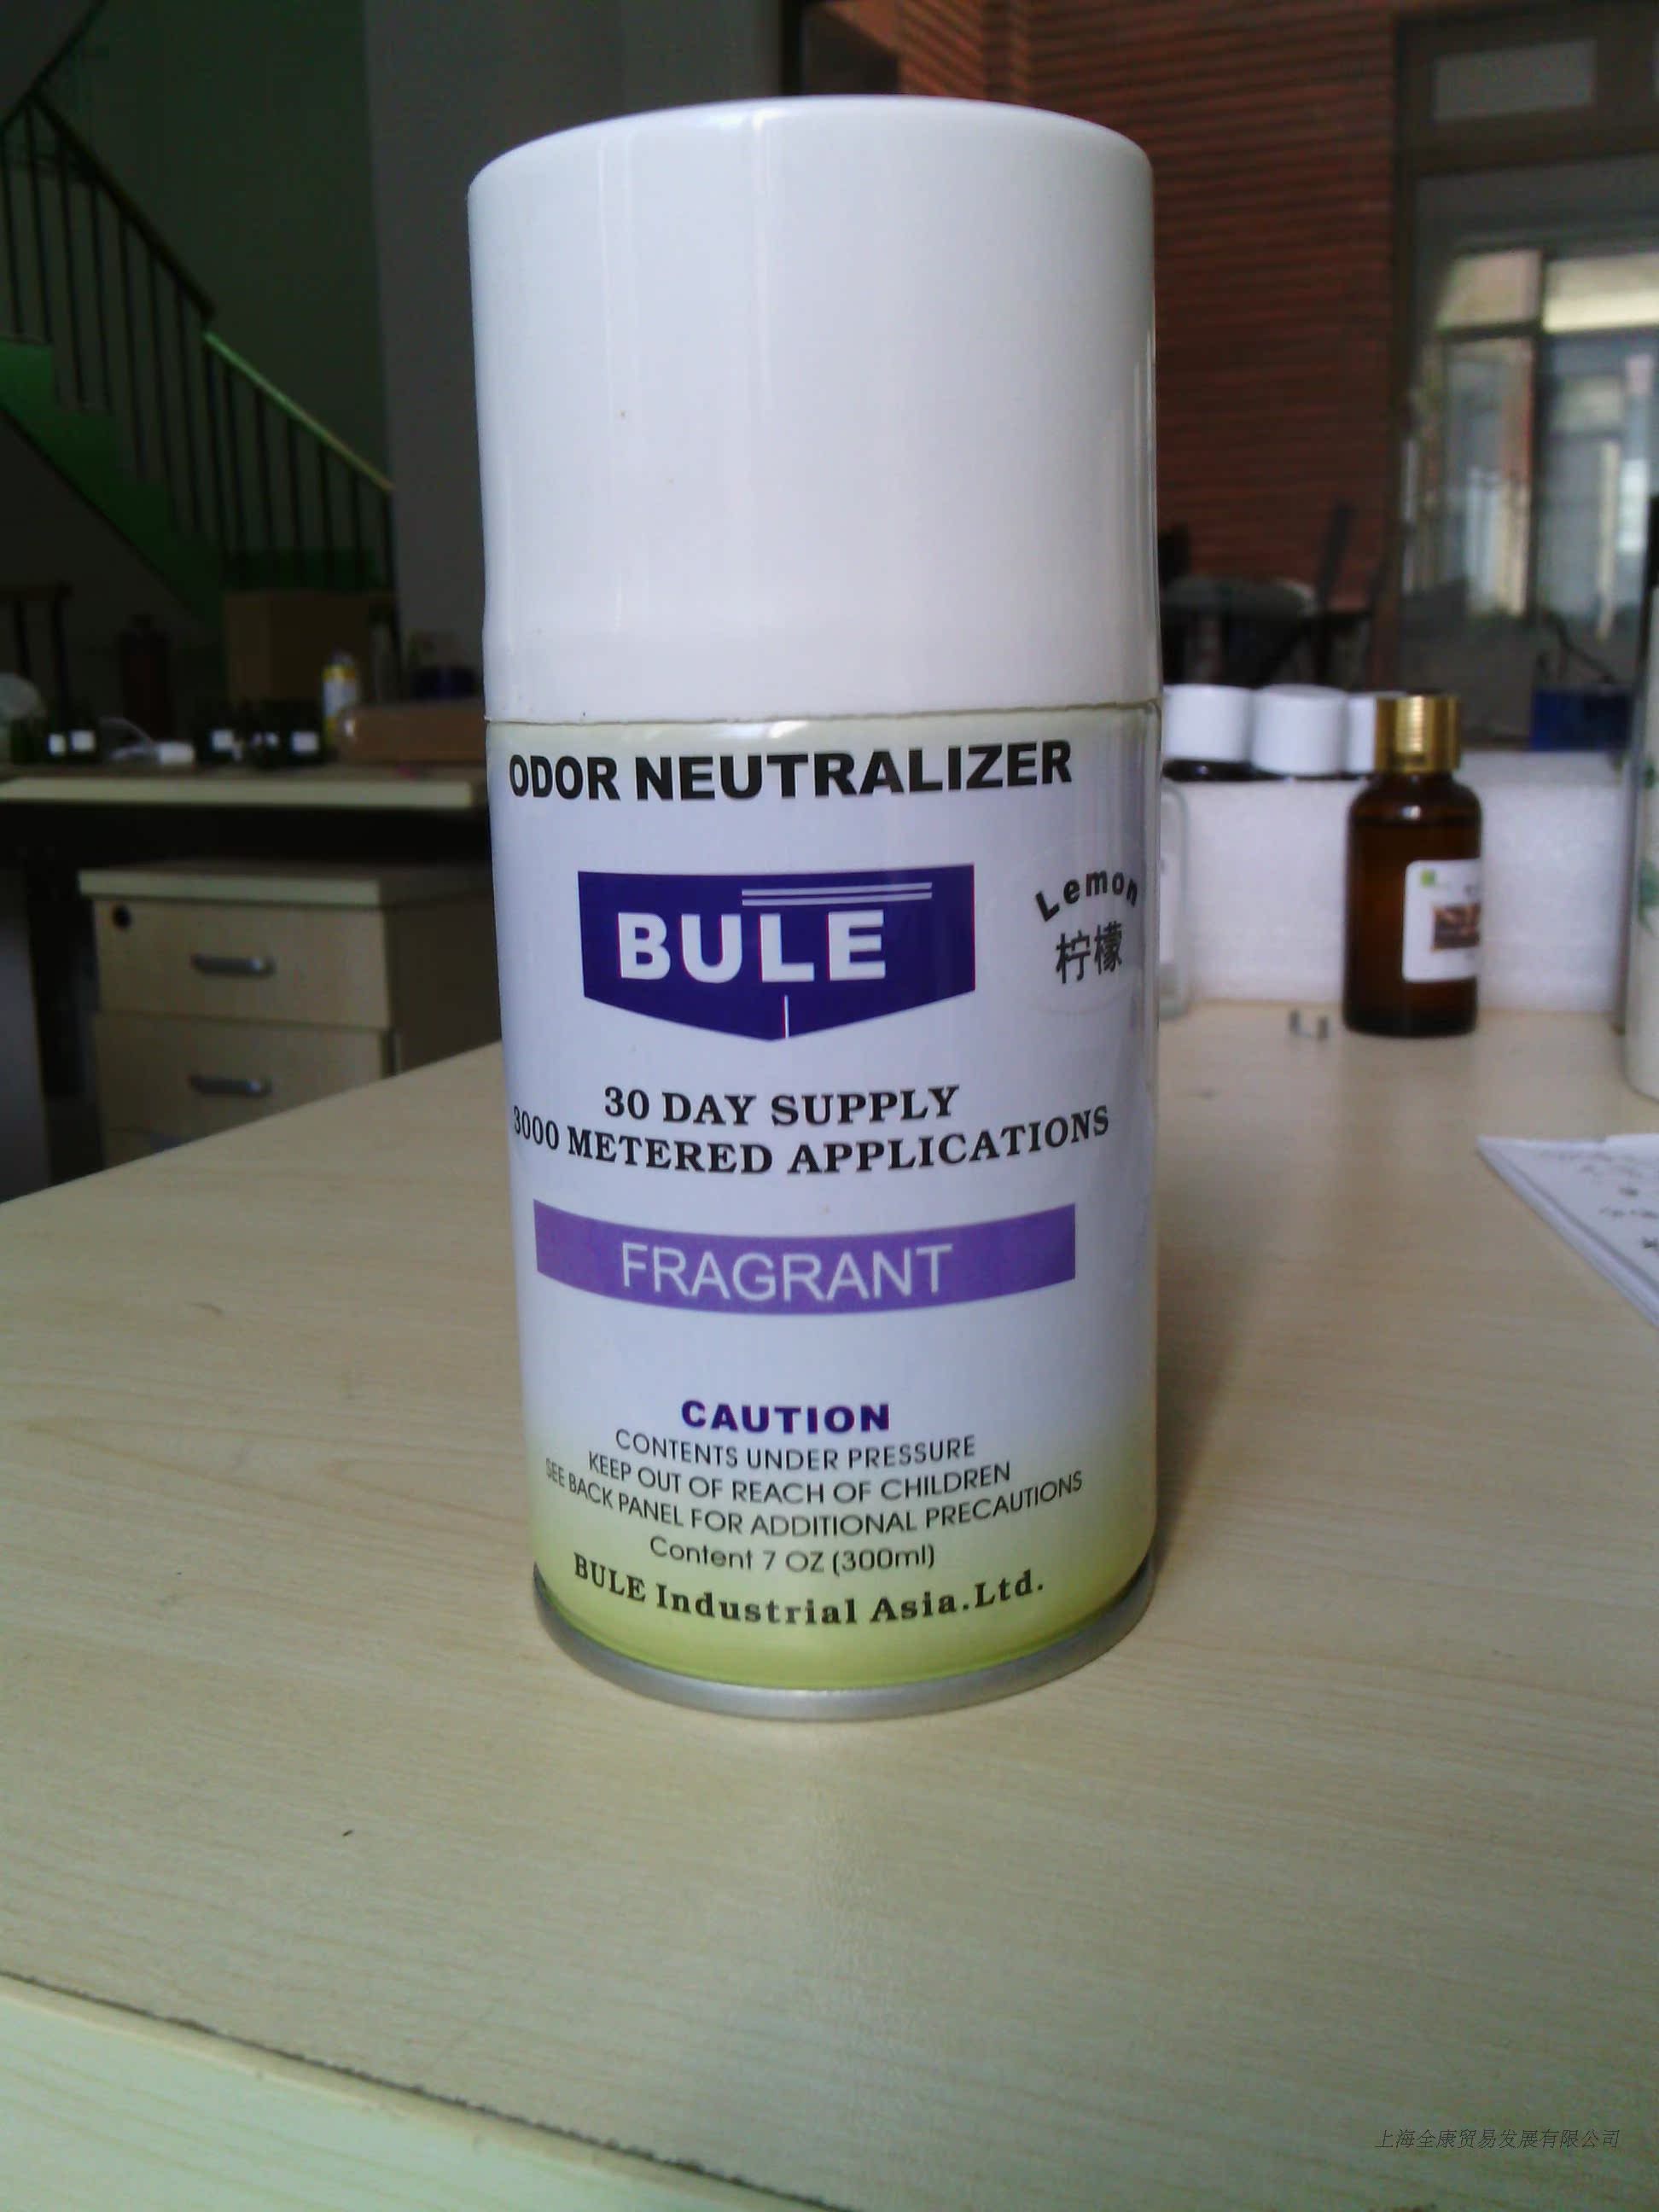 ODOR NEUTRALIZER
BULE
Lemon
柠檬
30 DAY SUPPLY
3000 METERED APPLICATIONS
FRAGRANT
CAUTION
CONTENTS UNDER PRESSURE
KEEP OUT OF REACH OF CHILDREN
SEE BACK PANEL FOR ADDITIONAL PRECAUTIONS
Content 7 OZ (300ml)
BULE Industrial Asia.Ltd.
上海全康贸易发展有限公司